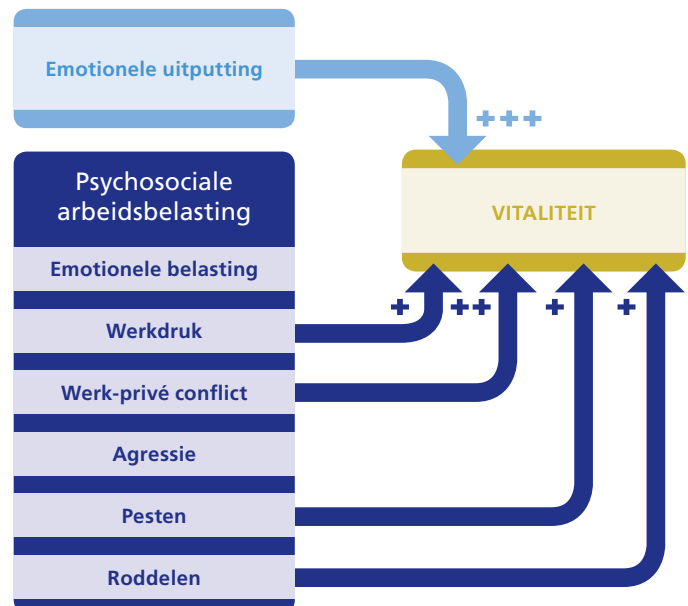 Emotionele uitputting
+++
Psychosociale
arbeidsbelasting
VITALITEIT
Emotionele belasting
+ ++ + +
Werkdruk
Werk-privé conflict
Agressie
Pesten
Roddelen